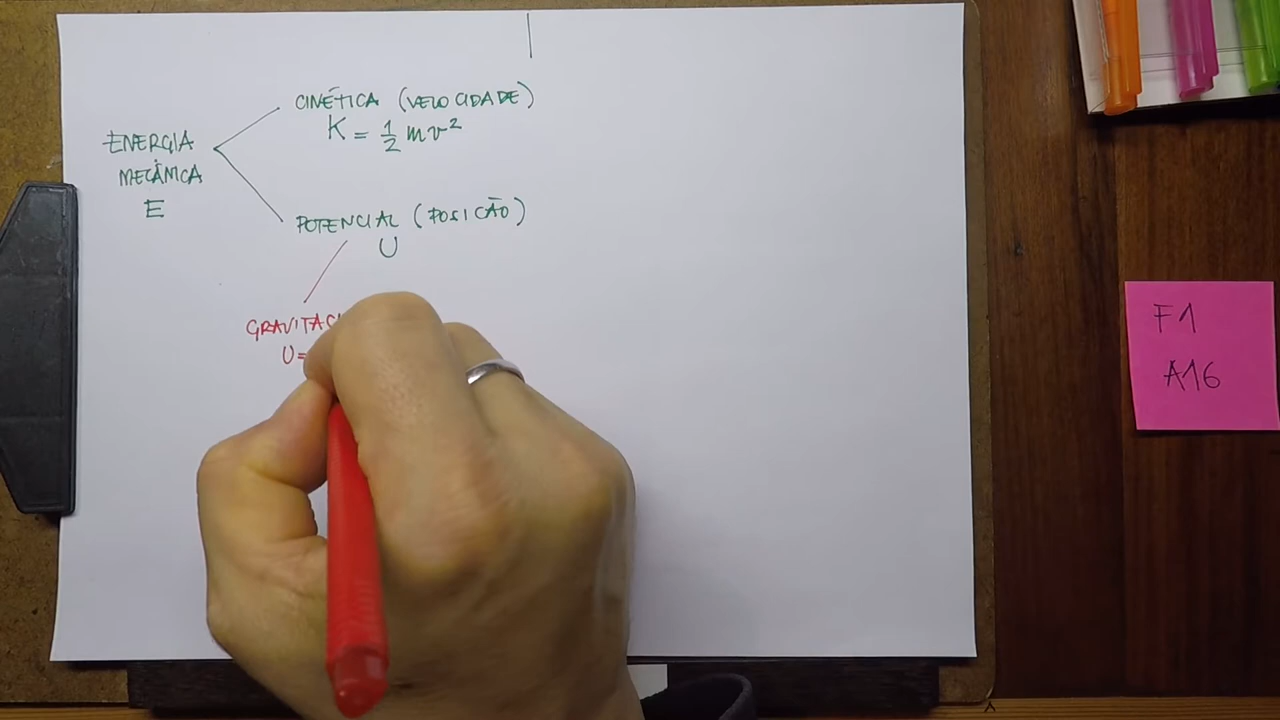 CINÉTICA (VELOCIDADE)
K = 1/2 mv²
ENERGIA
MECÂNICA
E
POTENCIAL (POSIÇÃO)
U
U=
F1
A16